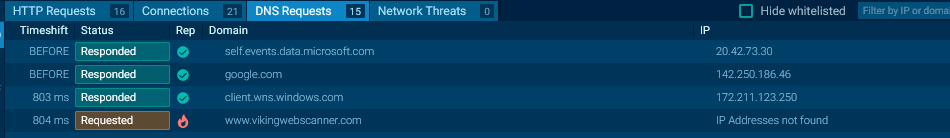 HTTP Requests 16 Connections 21 DNS Requests 15 Network Threats 0 Hide whitelisted Filter by IP or doma
Timeshift Status Rep Domain IP
BEFORE Responded self.events.data.microsoft.com 20.42.73.30
BEFORE Responded google.com 142.250.186.46
803 ms Responded client.wns.windows.com 172.211.123.250
804 ms Requested www.vikingwebscanner.com IP Addresses not found